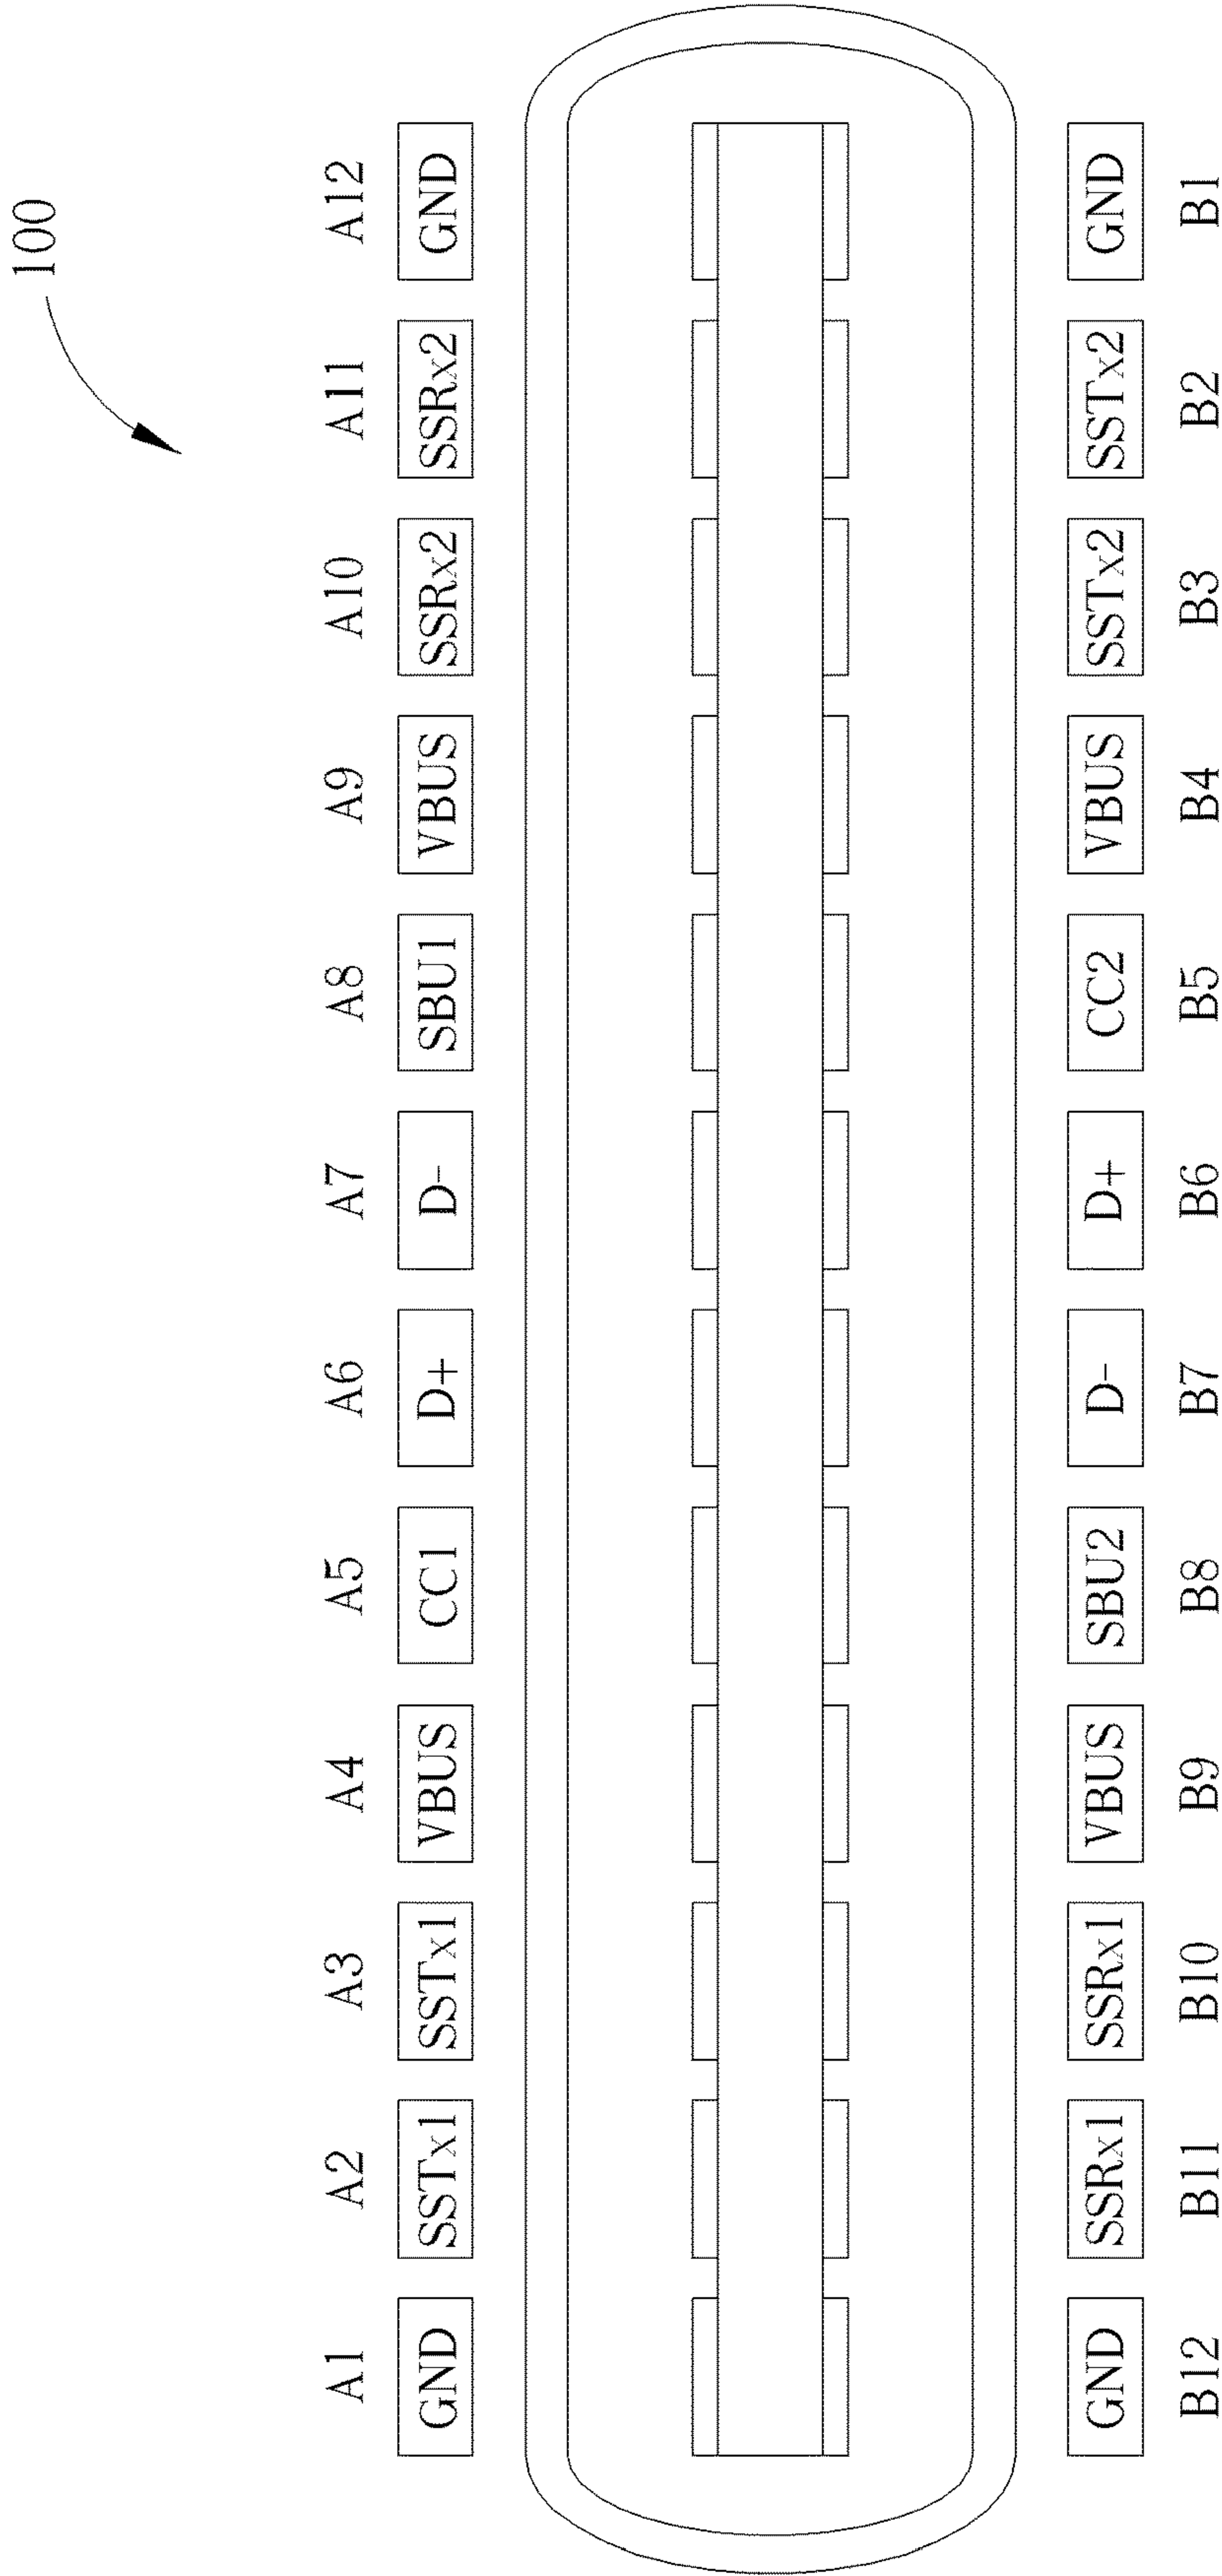 100
A1 A2 A3 A4 A5 A6 A7 A8 A9 A10 A11 A12
GND SSTx1 SSTx1 VBUS CC1 D+ D- SBU1 VBUS SSRx2 SSRx2 GND
GND SSRx1 SSRx1 VBUS SBU2 D- D+ CC2 VBUS SSTx2 SSTx2 GND
B12 B11 B10 B9 B8 B7 B6 B5 B4 B3 B2 B1